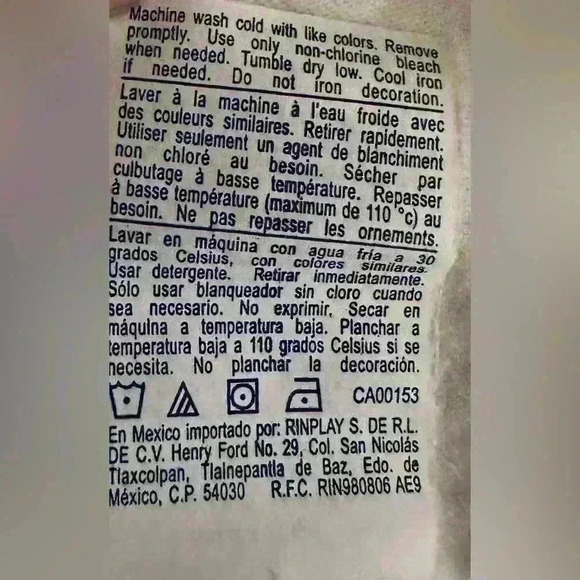 Machine wash cold with like colors. Remove
promptly. Use only non-chlorine bleach
when needed. Tumble dry low. Cool iron
if needed. Do not iron decoration.
Laver à la machine à l'eau froide avec
des couleurs similaires. Retirer rapidement.
Utiliser seulement un agent de blanchiment
non chloré au besoin. Sécher par
culbutage à basse température. Repasser
à basse température (maximum de 110 °c) au
besoin. Ne pas repasser les ornements.
Lavar en máquina con agua fría a 30
grados Celsius, con colores similares.
Usar detergente. Retirar inmediatamente.
Sólo usar blanqueador sin cloro cuando
sea necesario. No exprimir. Secar en
máquina a temperatura baja. Planchar a
temperatura baja a 110 grados Celsius si se
necesita. No planchar la decoración.
CA00153
En Mexico importado por: RINPLAY S. DE R.L.
DE C.V. Henry Ford No. 29, Col. San Nicolás
Tlaxcolpan, Tlalnepantla de Baz, Edo. de
México, C.P. 54030 R.F.C. RIN980806 AE9